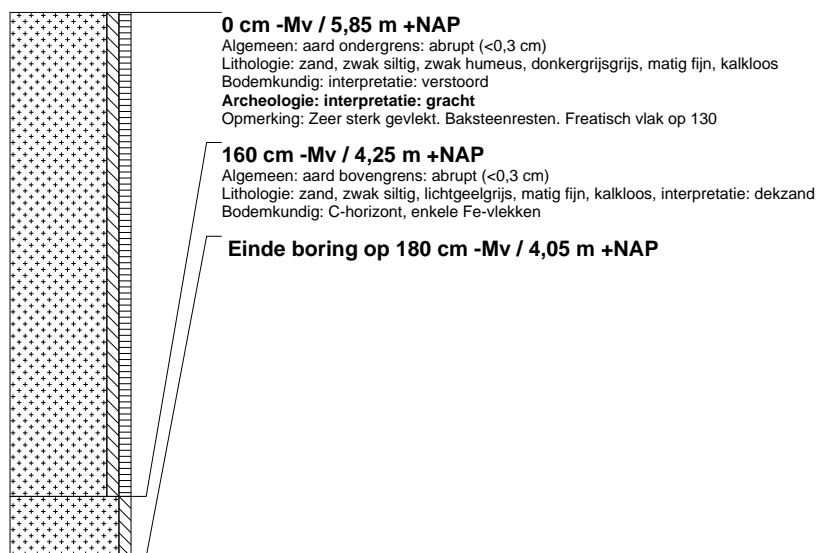 0 cm -Mv / 5,85 m +NAP
Algemeen: aard ondergrens: abrupt (<0,3 cm)
Lithologie: zand, zwak siltig, zwak humeus, donkergrijsgrijs, matig fijn, kalkloos
Bodemkundig: interpretatie: verstoord
Archeologie: interpretatie: gracht
Opmerking: Zeer sterk gevlekt. Baksteenresten. Freatisch vlak op 130
160 cm -Mv / 4,25 m +NAP
Algemeen: aard bovengrens: abrupt (<0,3 cm)
Lithologie: zand, zwak siltig, lichtgeelgrijs, matig fijn, kalkloos, interpretatie: dekzand
Bodemkundig: C-horizont, enkele Fe-vlekken
Einde boring op 180 cm -Mv / 4,05 m +NAP